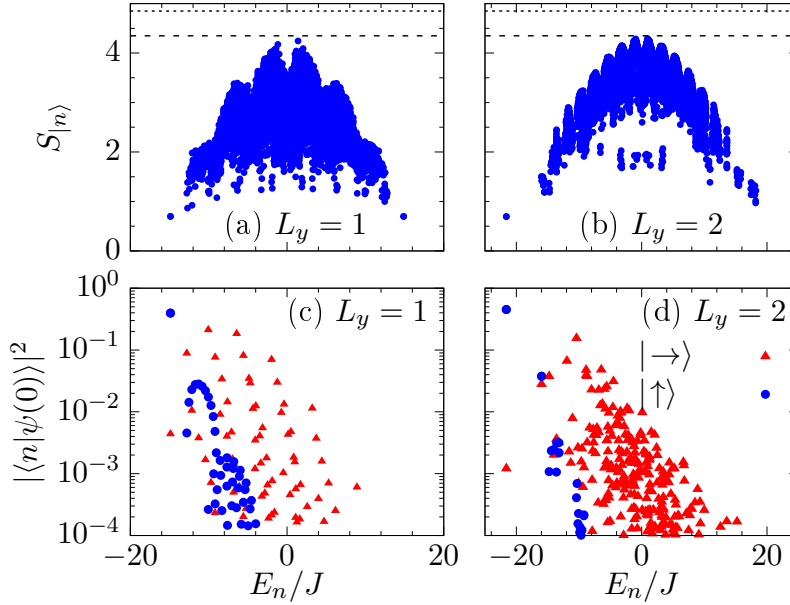 4
2
0
S|n⟩
(a) L_y = 1
(b) L_y = 2
10^0
10^-1
10^-2
10^-3
10^-4
|⟨n|ψ(0)⟩|^2
(c) L_y = 1
(d) L_y = 2
|→⟩
|↑⟩
−20 0 20
−20 0 20
E_n/J
E_n/J